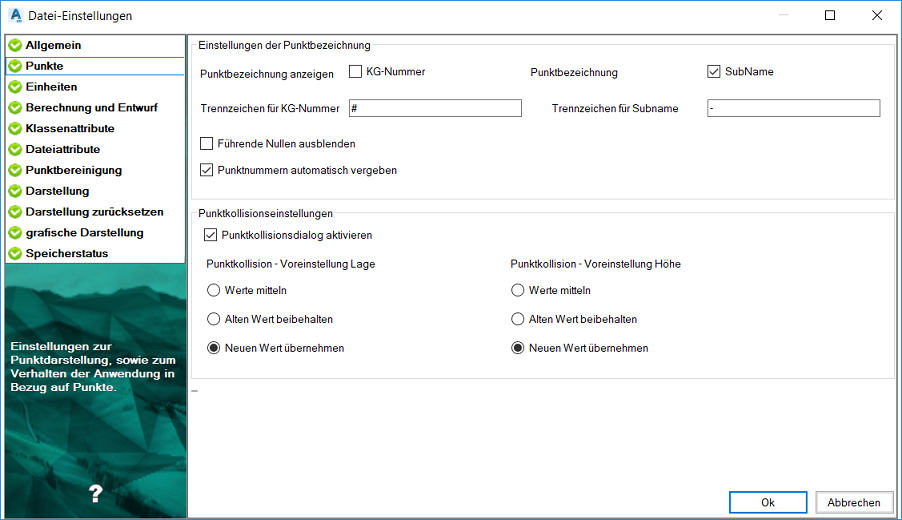 Datei-Einstellungen
Allgemein
Punkte
Einheiten
Berechnung und Entwurf
Klassenattribute
Dateiattribute
Punktbereinigung
Darstellung
Darstellung zurücksetzen
grafische Darstellung
Speicherstatus
Einstellungen zur
Punktdarstellung, sowie zum
Verhalten der Anwendung in
Bezug auf Punkte.
?
Einstellungen der Punktbezeichnung
Punktbezeichnung anzeigen KG-Nummer Punktbezeichnung SubName
Trennzeichen für KG-Nummer # Trennzeichen für Subname -
Führende Nullen ausblenden
Punktnummern automatisch vergeben
Punktkollisionseinstellungen
Punktkollisionsdialog aktivieren
Punktkollision - Voreinstellung Lage Punktkollision - Voreinstellung Höhe
Werte mitteln Werte mitteln
Alten Wert beibehalten Alten Wert beibehalten
Neuen Wert übernehmen Neuen Wert übernehmen
Ok Abbrechen